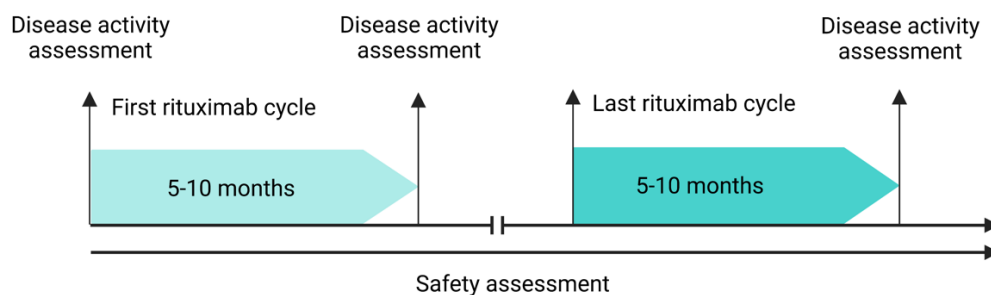 Disease activity
assessment
Disease activity
assessment
Disease activity
assessment
First rituximab cycle
Last rituximab cycle
5-10 months
5-10 months
Safety assessment